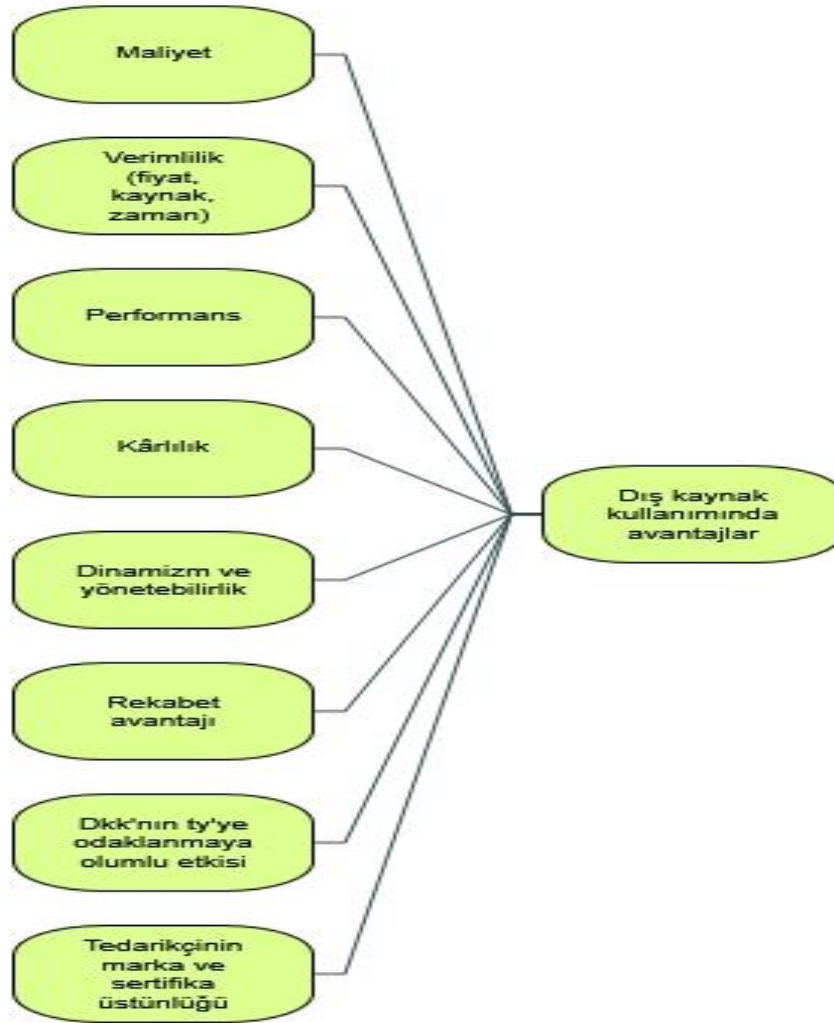 Maliyet
Verimlilik
(fiyat,
kaynak,
zaman)
Performans
Kârlılık
Dinamizm ve
yönetebilirlik
Rekabet
avantajı
Dkk'nın ty'ye
odaklanmaya
olumlu etkisi
Tedarikçinin
marka ve
sertifika
üstünlüğü
Dış kaynak
kullanımında
avantajlar